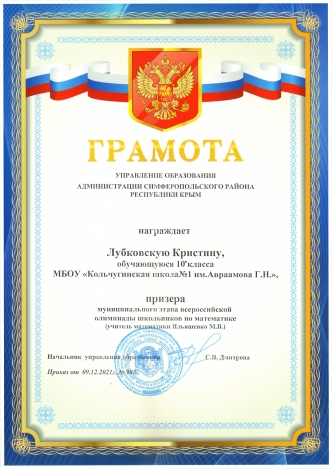 ГРАМОТА
УПРАВЛЕНИЕ ОБРАЗОВАНИЯ
АДМИНИСТРАЦИИ СИМФЕРОПОЛЬСКОГО РАЙОНА
РЕСПУБЛИКИ КРЫМ
награждает
Лубковскую Кристину,
обучающуюся 10 класса
МБОУ «Кольчугинская школа№1 им.Авраамова Г.Н.»,
призера
муниципального этапа всероссийской
олимпиады школьников по математике
(учитель математики Ильяшенко М.В.)
Начальник управления образования
С.В. Дмитрова
Приказ от 09.12.2021г. №